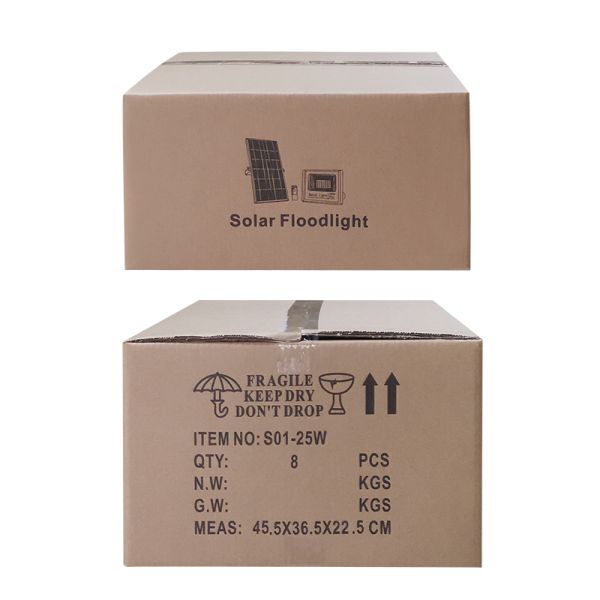 Solar Floodlight
FRAGILE
KEEP DRY
DON'T DROP
ITEM NO: S01-25W
QTY: 8 PCS
N.W: KGS
G.W: KGS
MEAS: 45.5X36.5X22.5 CM